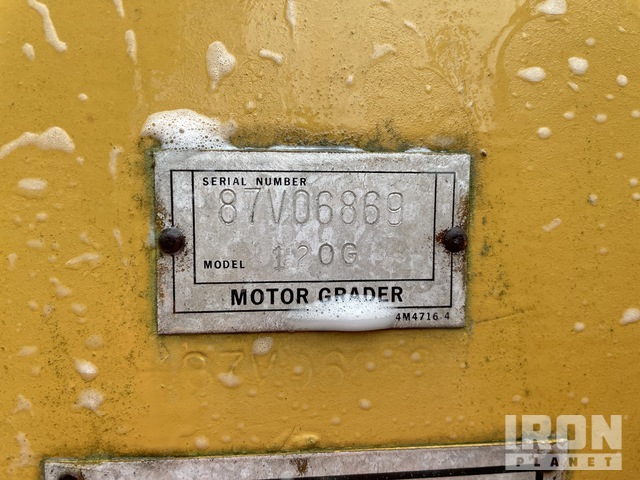 SERIAL NUMBER
87V06869
MODEL 120G
MOTOR GRADER
4M4716 4
IRON
PLANET